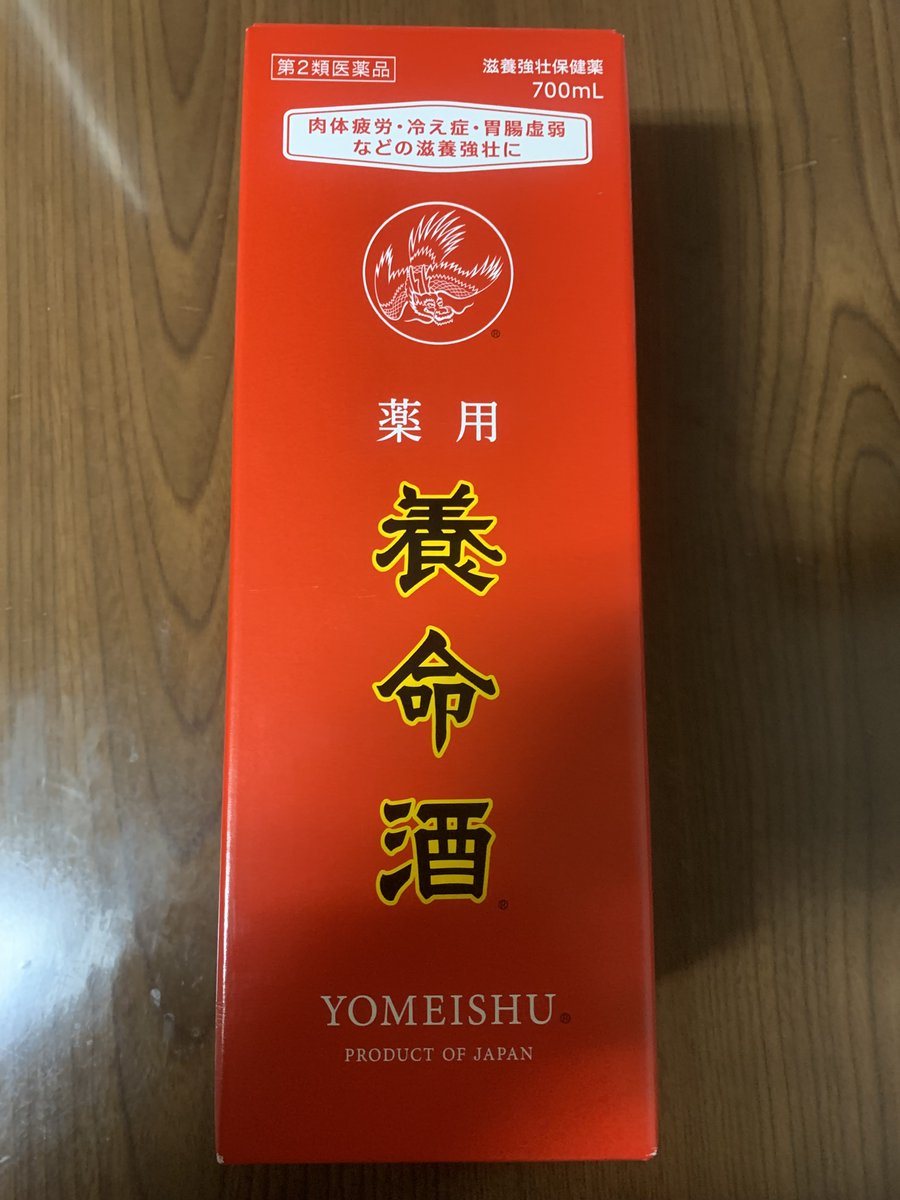 第2類医薬品
滋養強壮保健薬
700mL
肉体疲労・冷え症・胃腸虚弱
などの滋養強壮に
®
薬用
養命酒®
YOMEISHU®
PRODUCT OF JAPAN